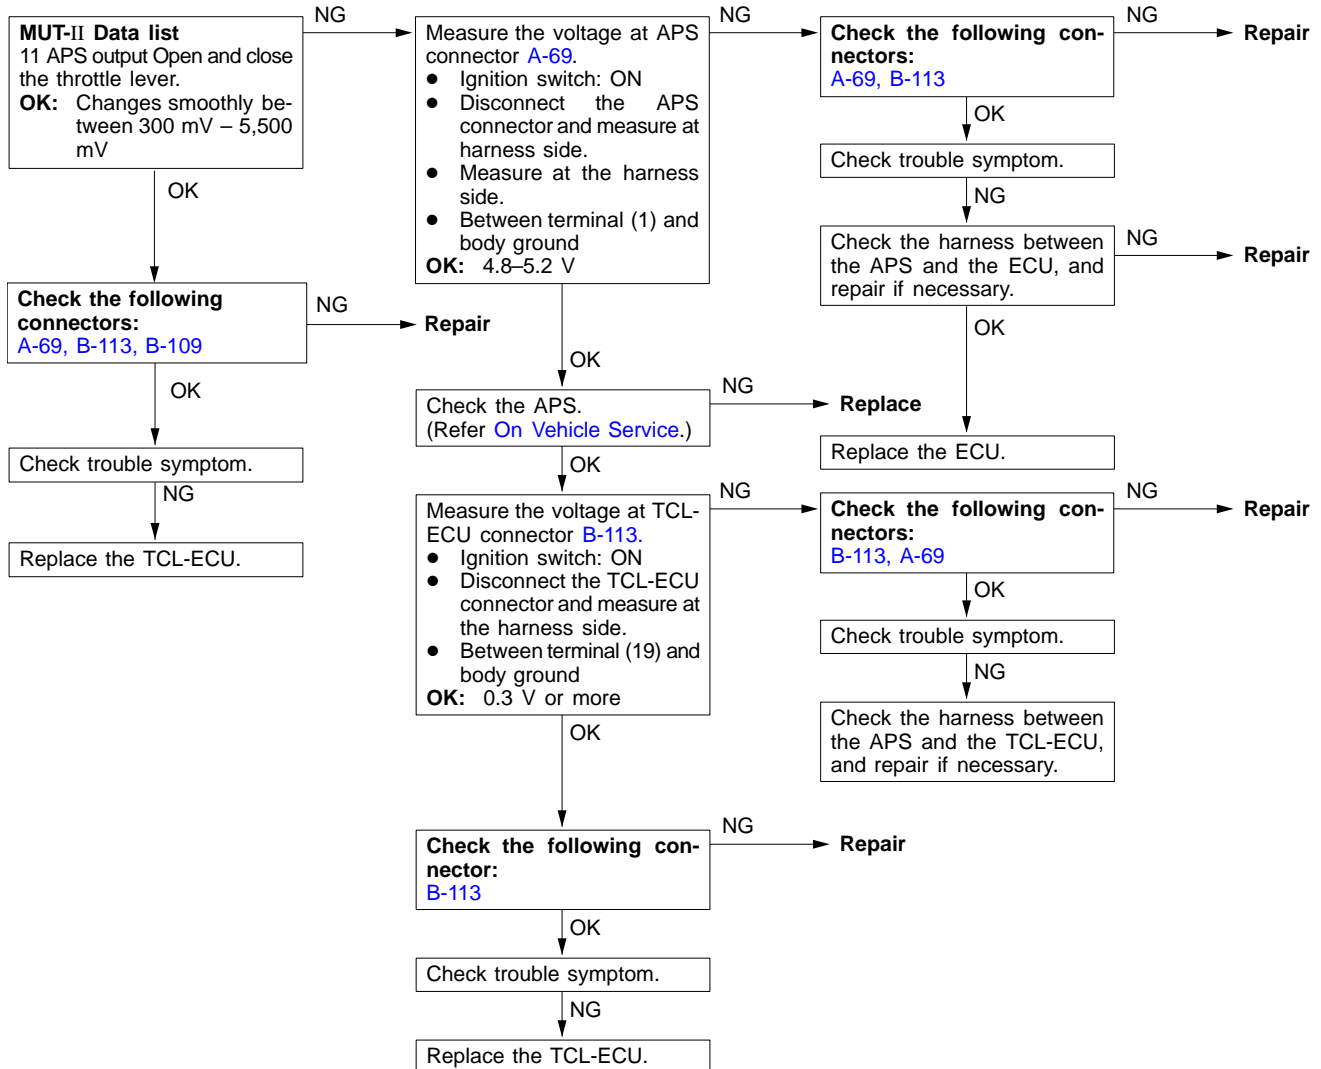 MUT-II Data list
11 APS output Open and close
the throttle lever.
OK: Changes smoothly be-
tween 300 mV – 5,500
mV
NG
OK
Check the following
connectors:
A-69, B-113, B-109
NG
Repair
OK
Check trouble symptom.
NG
Replace the TCL-ECU.
Measure the voltage at APS
connector A-69.
● Ignition switch: ON
● Disconnect the APS
connector and measure at
harness side.
● Measure at the harness
side.
● Between terminal (1) and
body ground
OK: 4.8–5.2 V
NG
OK
Check the APS.
(Refer On Vehicle Service.)
NG
Replace
OK
Measure the voltage at TCL-
ECU connector B-113.
● Ignition switch: ON
● Disconnect the TCL-ECU
connector and measure at
the harness side.
● Between terminal (19) and
body ground
OK: 0.3 V or more
NG
OK
Check the following con-
nector:
B-113
NG
Repair
OK
Check trouble symptom.
NG
Replace the TCL-ECU.
Check the following con-
nectors:
A-69, B-113
NG
Repair
OK
Check trouble symptom.
NG
Check the harness between
the APS and the ECU, and
repair if necessary.
NG
Repair
OK
Replace the ECU.
Check the following con-
nectors:
B-113, A-69
NG
Repair
OK
Check trouble symptom.
NG
Check the harness between
the APS and the TCL-ECU,
and repair if necessary.